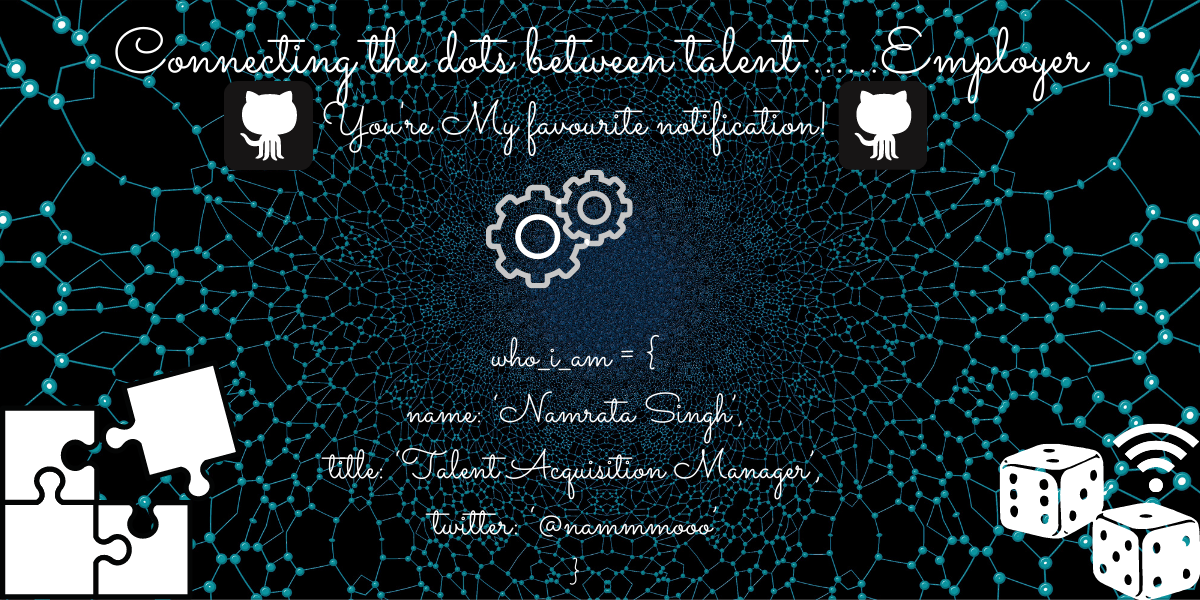 Connecting the dots between talent ......Employer
You're My favourite notification!
who_i_am = {
name: 'Namrata Singh',
title: 'Talent Acquisition Manager',
twitter: '@nammmooo'
}